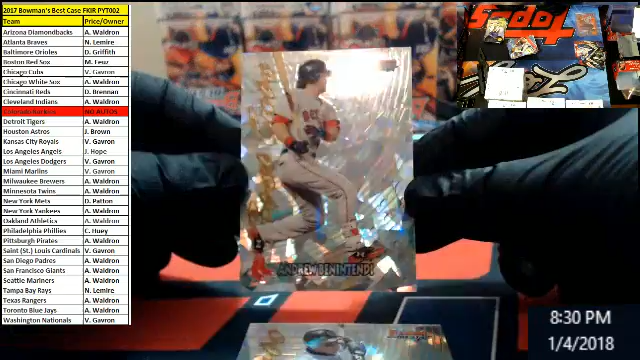 2017 Bowman's Best Case FKIR PYT002
Team Price/Owner
Arizona Diamondbacks A. Waldron
Atlanta Braves N. Lemire
Baltimore Orioles D. Griffith
Boston Red Sox M. Feuz
Chicago Cubs V. Gavron
Chicago White Sox A. Waldron
Cincinnati Reds D. Brennan
Cleveland Indians A. Waldron
Colorado Rockies NO AUTOS
Detroit Tigers A. Waldron
Houston Astros J. Brown
Kansas City Royals V. Gavron
Los Angeles Angels J. Hope
Los Angeles Dodgers V. Gavron
Miami Marlins V. Gavron
Milwaukee Brewers A. Waldron
Minnesota Twins A. Waldron
New York Mets D. Patton
New York Yankees A. Waldron
Oakland Athletics A. Waldron
Philadelphia Phillies C. Huey
Pittsburgh Pirates A. Waldron
Saint (St.) Louis Cardinals V. Gavron
San Diego Padres A. Waldron
San Francisco Giants A. Waldron
Seattle Mariners A. Waldron
Tampa Bay Rays N. Lemire
Texas Rangers A. Waldron
Toronto Blue Jays A. Waldron
Washington Nationals V. Gavron
Topps
ANDREW BENINTENDI
8:30 PM
1/4/2018